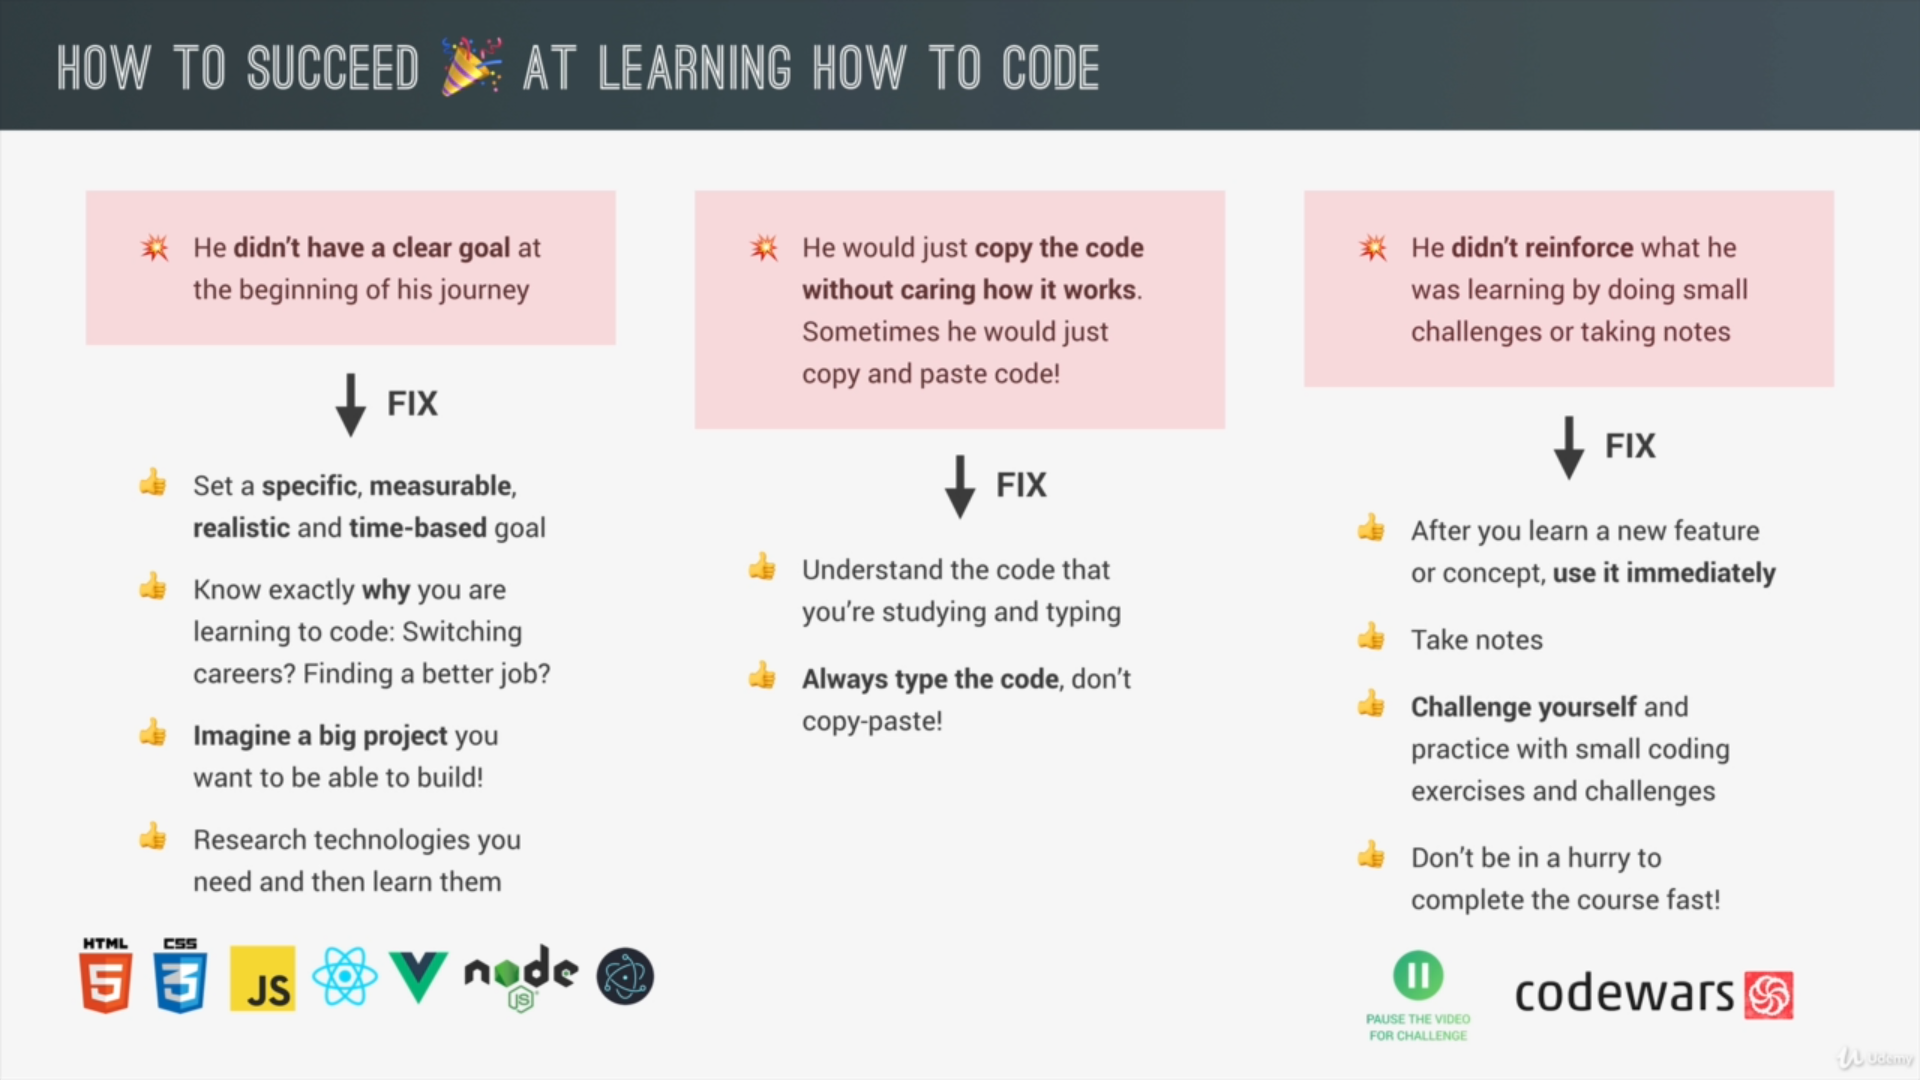 HOW TO SUCCEED 🎉 AT LEARNING HOW TO CODE
💥 He didn't have a clear goal at
the beginning of his journey
FIX
👍 Set a specific, measurable,
realistic and time-based goal
👍 Know exactly why you are
learning to code: Switching
careers? Finding a better job?
👍 Imagine a big project you
want to be able to build!
👍 Research technologies you
need and then learn them
HTML
5
CSS
3
JS
node
JS
💥 He would just copy the code
without caring how it works.
Sometimes he would just
copy and paste code!
FIX
👍 Understand the code that
you're studying and typing
👍 Always type the code, don't
copy-paste!
💥 He didn't reinforce what he
was learning by doing small
challenges or taking notes
FIX
👍 After you learn a new feature
or concept, use it immediately
👍 Take notes
👍 Challenge yourself and
practice with small coding
exercises and challenges
👍 Don't be in a hurry to
complete the course fast!
PAUSE THE VIDEO
FOR CHALLENGE
codewars
Udemy